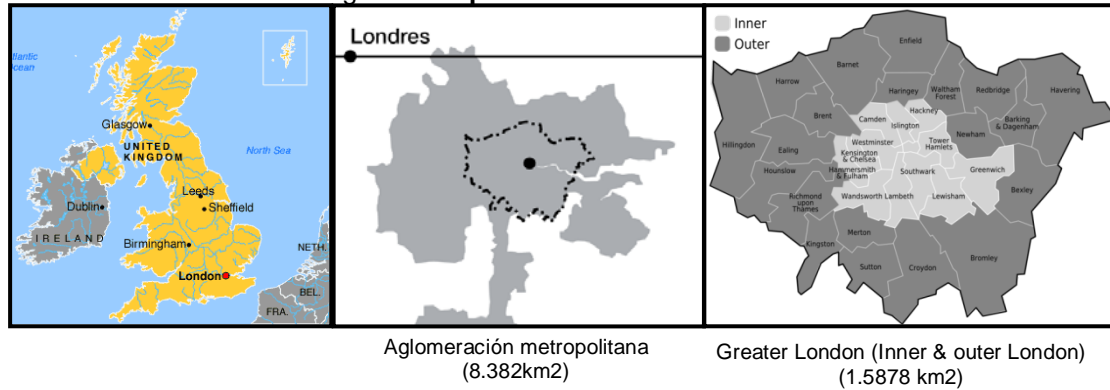 Atlantic
Ocean
North Sea
Glasgow
UNITED
KINGDOM
Leeds
Sheffield
Dublin
IRELAND
Birmingham
NETH.
London
BEL.
FRA.
Londres
Inner
Outer
Enfield
Barnet
Harrow
Haringey
Waltham
Forest
Redbridge
Havering
Hackney
Camden
Islington
Brent
Barking
& Dagenham
Newham
Westminster
Tower
Hamlets
Hillingdon
Ealing
Kensington
& Chelsea
Hammersmith
& Fulham
Southwark
Greenwich
Hounslow
Bexley
Richmond
upon
Thames
Wandsworth
Lambeth
Lewisham
Merton
Kingston
Bromley
Sutton
Croydon
Aglomeración metropolitana
(8.382km2)
Greater London (Inner & outer London)
(1.5878 km2)